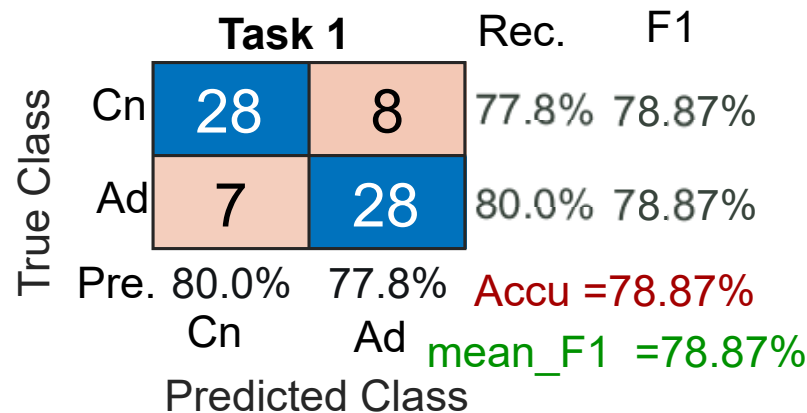 Task 1 Rec. F1
True Class
Cn 28 8 77.8% 78.87%
Ad 7 28 80.0% 78.87%
Pre. 80.0% 77.8% Accu =78.87%
Cn Ad mean_F1 =78.87%
Predicted Class